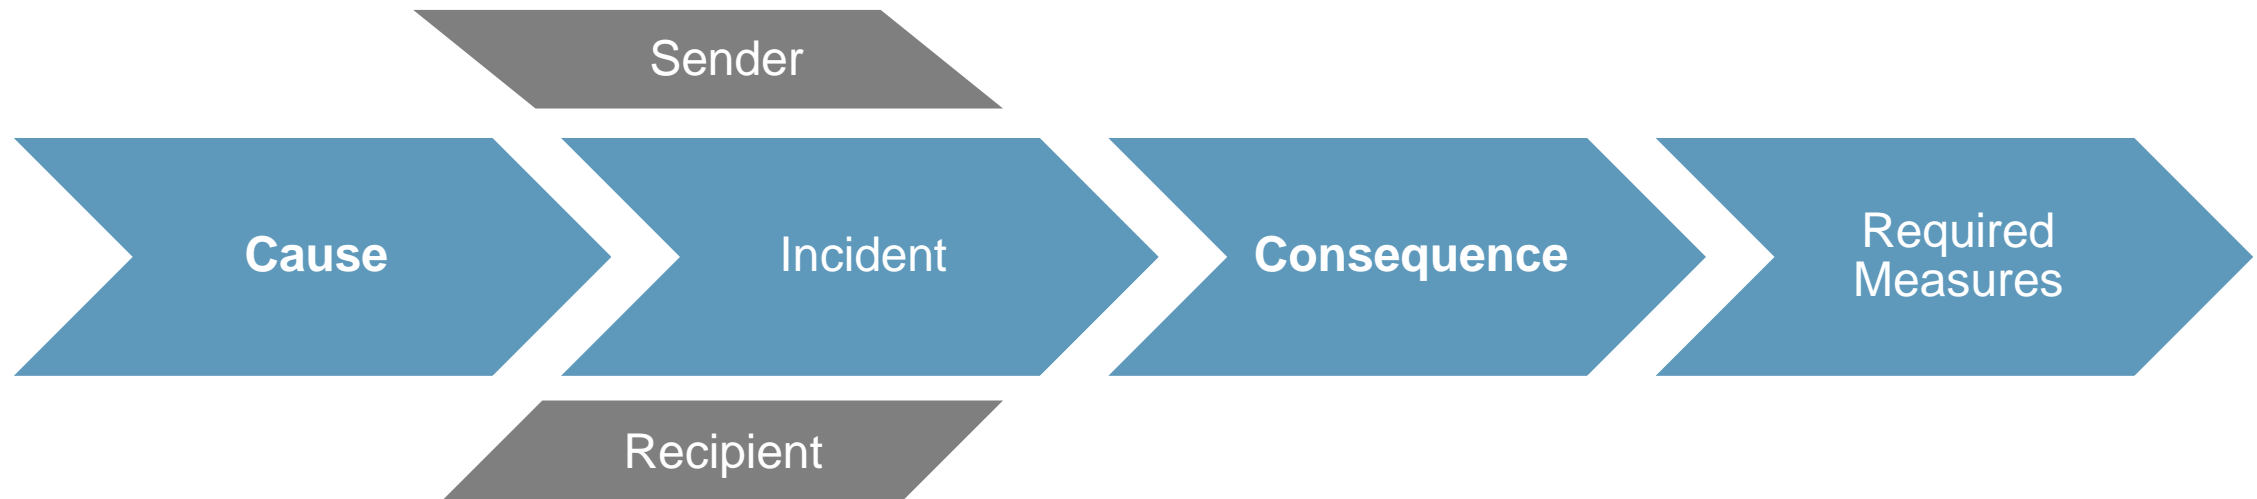 Sender
Cause
Incident
Consequence
Required
Measures
Recipient